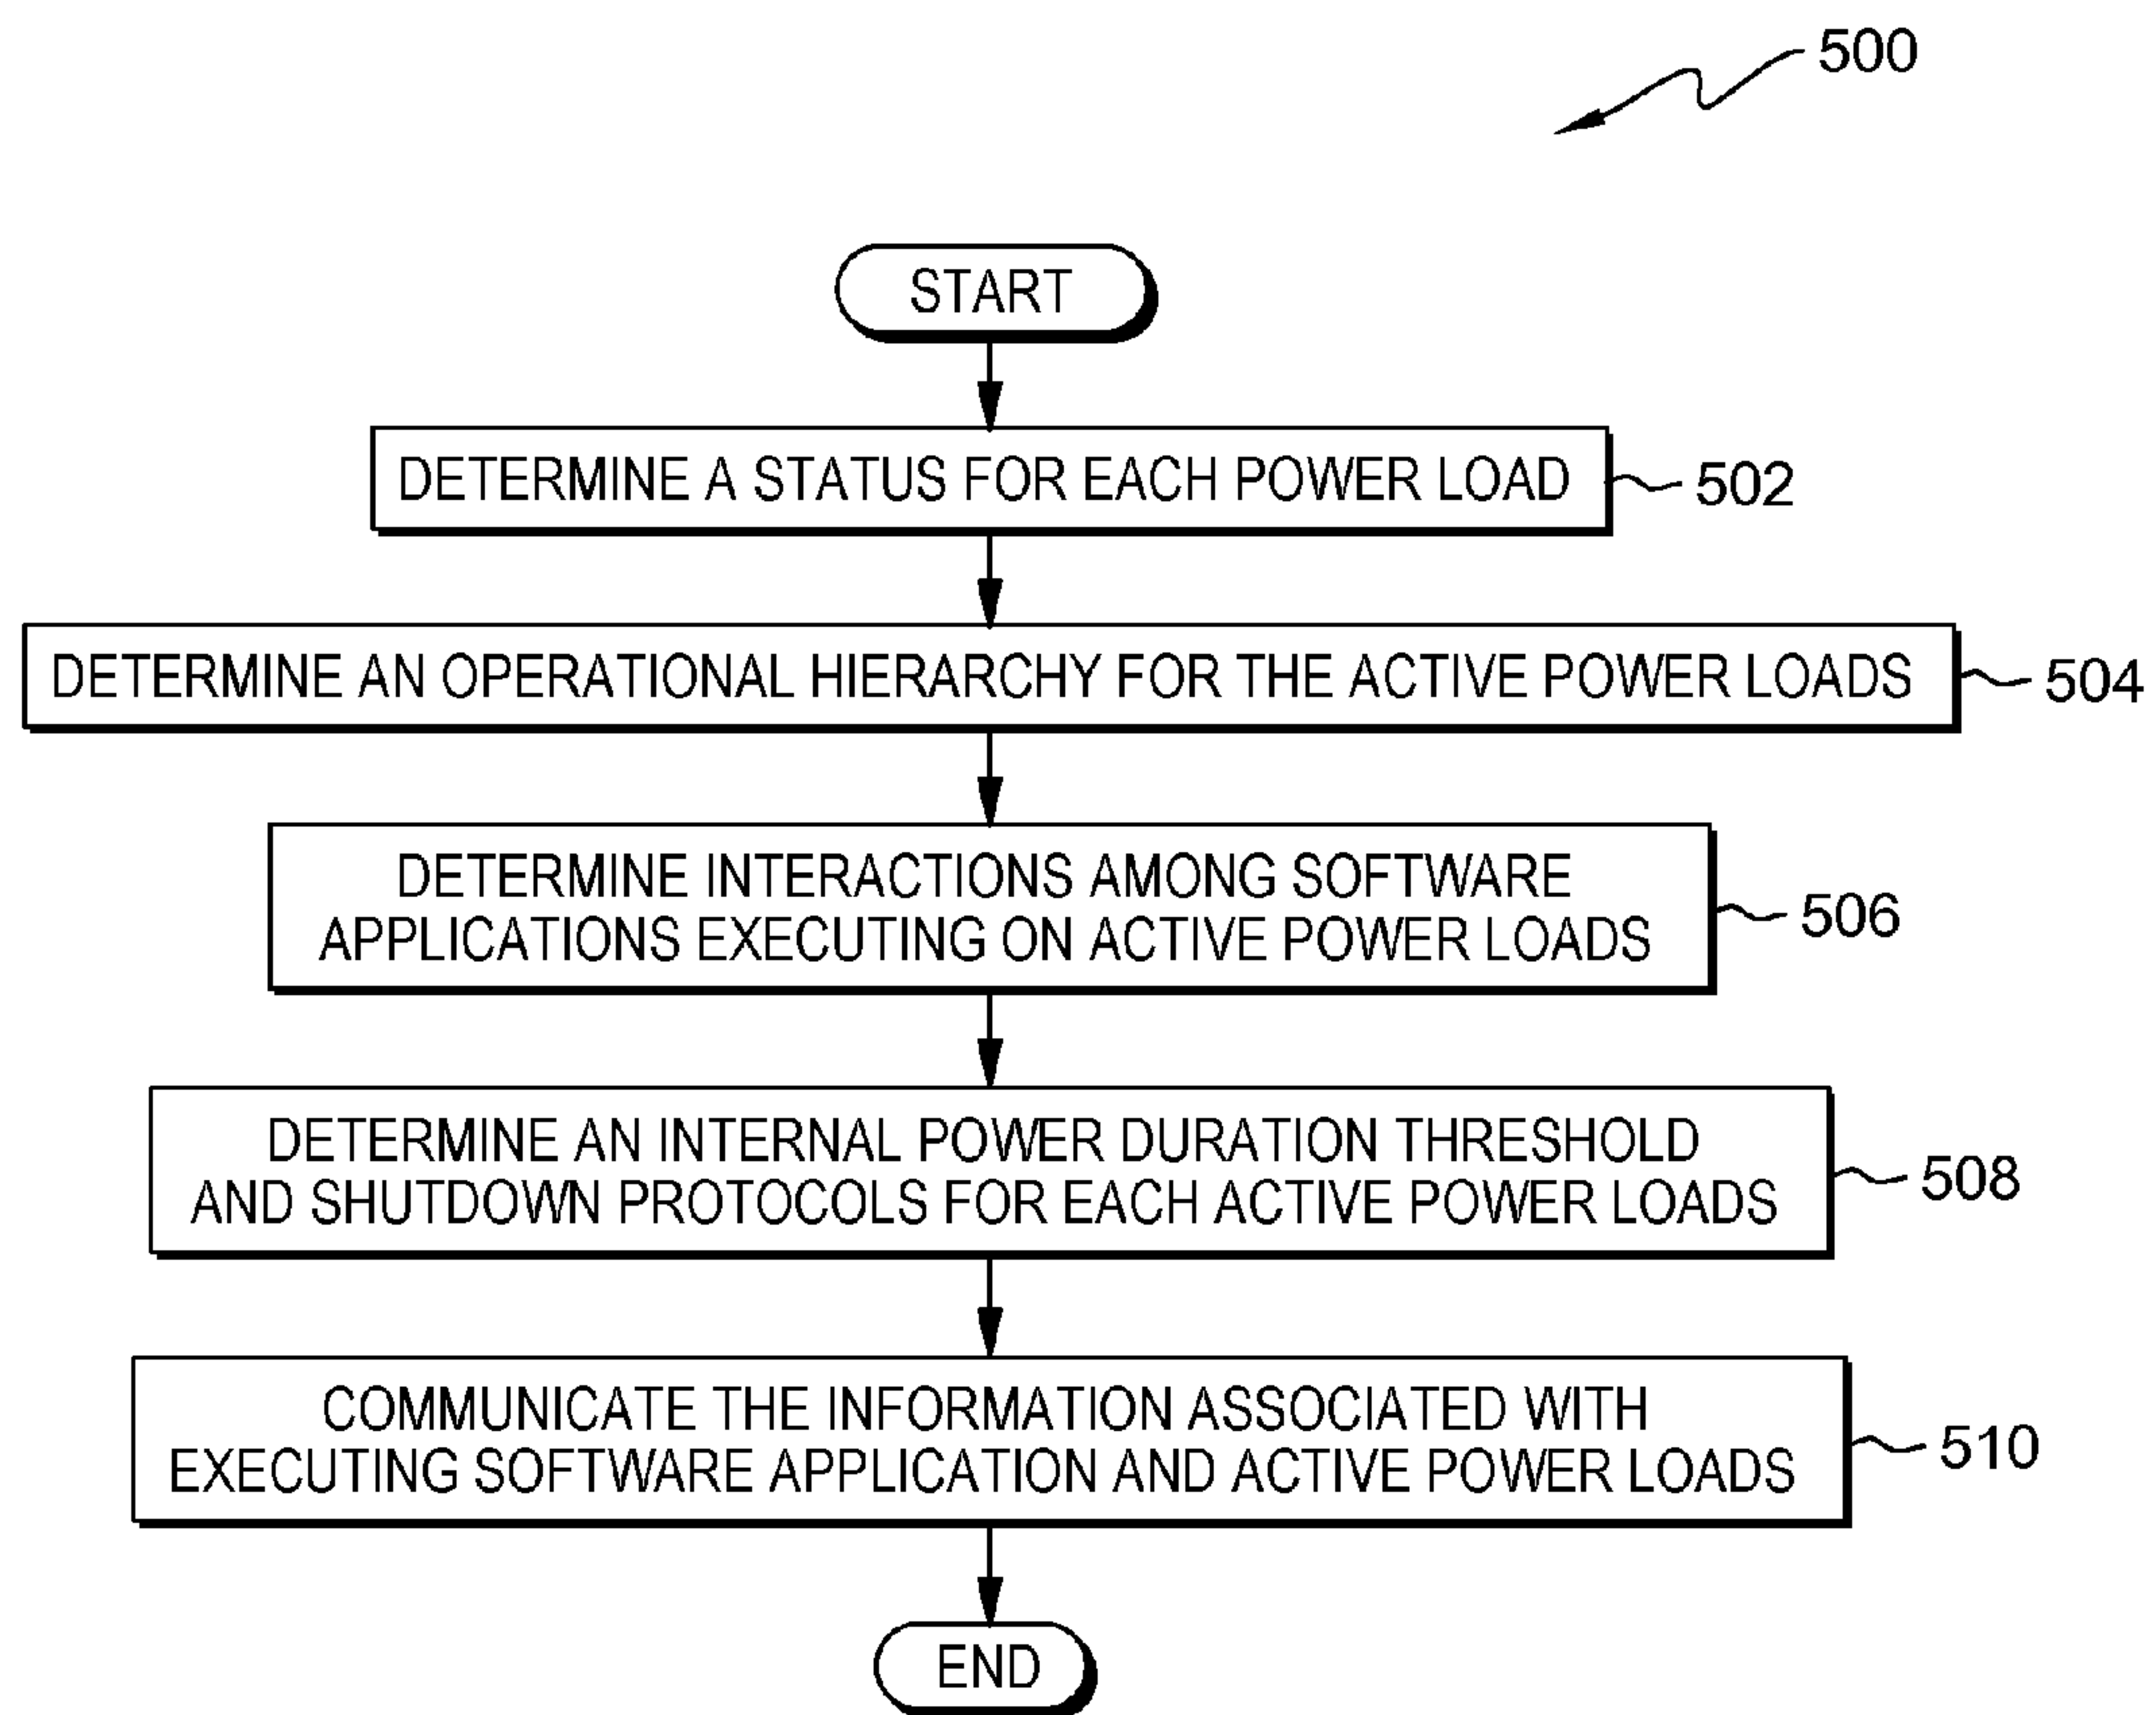 500
START
DETERMINE A STATUS FOR EACH POWER LOAD
502
DETERMINE AN OPERATIONAL HIERARCHY FOR THE ACTIVE POWER LOADS
504
DETERMINE INTERACTIONS AMONG SOFTWARE
APPLICATIONS EXECUTING ON ACTIVE POWER LOADS
506
DETERMINE AN INTERNAL POWER DURATION THRESHOLD
AND SHUTDOWN PROTOCOLS FOR EACH ACTIVE POWER LOADS
508
COMMUNICATE THE INFORMATION ASSOCIATED WITH
EXECUTING SOFTWARE APPLICATION AND ACTIVE POWER LOADS
510
END